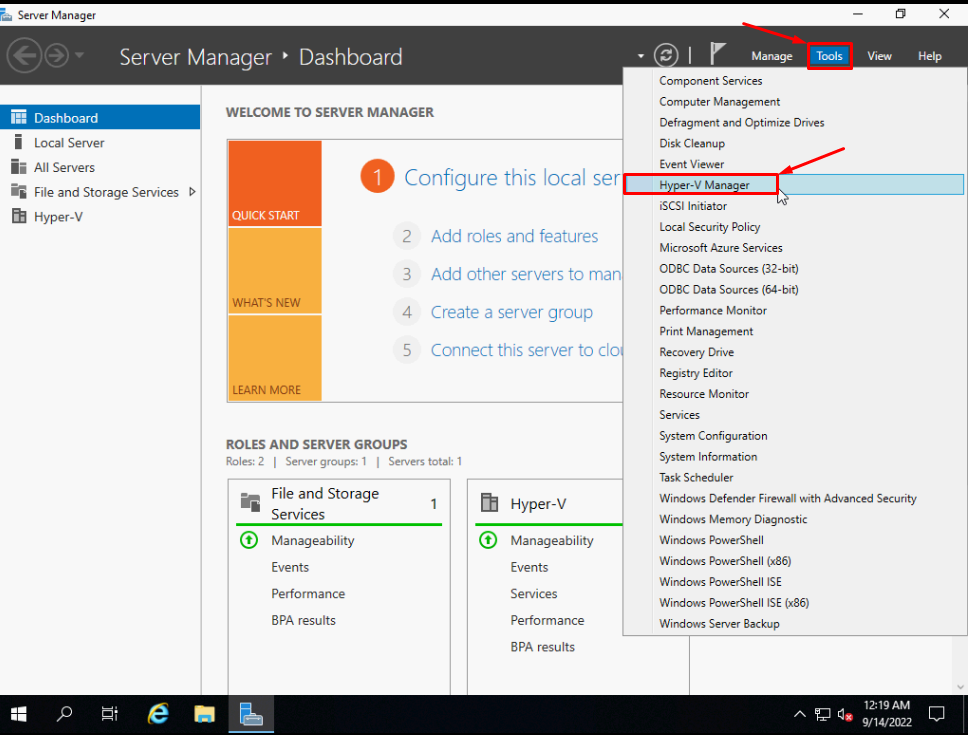 Server Manager
Server Manager ‣ Dashboard
Manage Tools View Help
Dashboard
Local Server
All Servers
File and Storage Services
Hyper-V
WELCOME TO SERVER MANAGER
QUICK START
WHAT'S NEW
LEARN MORE
1 Configure this local ser
2 Add roles and features
3 Add other servers to man
4 Create a server group
5 Connect this server to clou
ROLES AND SERVER GROUPS
Roles: 2 | Server groups: 1 | Servers total: 1
File and Storage
Services
1
Manageability
Events
Performance
BPA results
Hyper-V
Manageability
Events
Services
Performance
BPA results
Component Services
Computer Management
Defragment and Optimize Drives
Disk Cleanup
Event Viewer
Hyper-V Manager
iSCSI Initiator
Local Security Policy
Microsoft Azure Services
ODBC Data Sources (32-bit)
ODBC Data Sources (64-bit)
Performance Monitor
Print Management
Recovery Drive
Registry Editor
Resource Monitor
Services
System Configuration
System Information
Task Scheduler
Windows Defender Firewall with Advanced Security
Windows Memory Diagnostic
Windows PowerShell
Windows PowerShell (x86)
Windows PowerShell ISE
Windows PowerShell ISE (x86)
Windows Server Backup
12:19 AM
9/14/2022